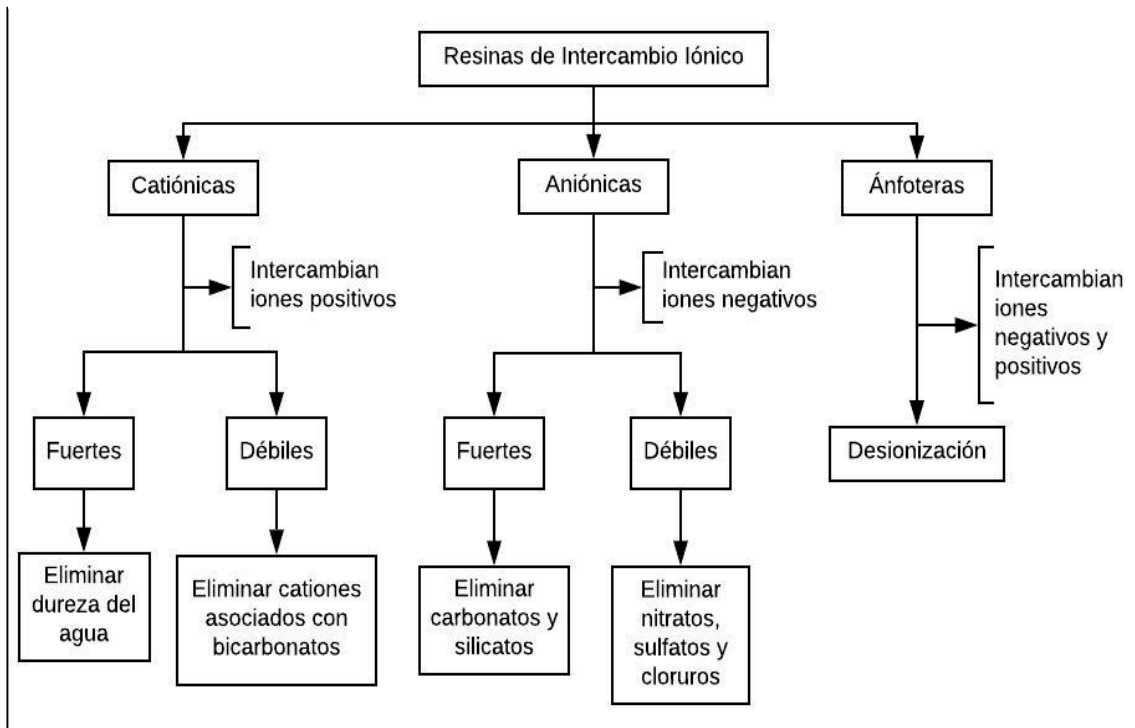 Resinas de Intercambio Iónico
Catiónicas
Aniónicas
Ánfoteras
Intercambian
iones positivos
Intercambian
iones negativos
Intercambian
iones
negativos y
positivos
Fuertes
Débiles
Fuertes
Débiles
Desionización
Eliminar
dureza del
agua
Eliminar cationes
asociados con
bicarbonatos
Eliminar
carbonatos y
silicatos
Eliminar
nitratos,
sulfatos y
cloruros